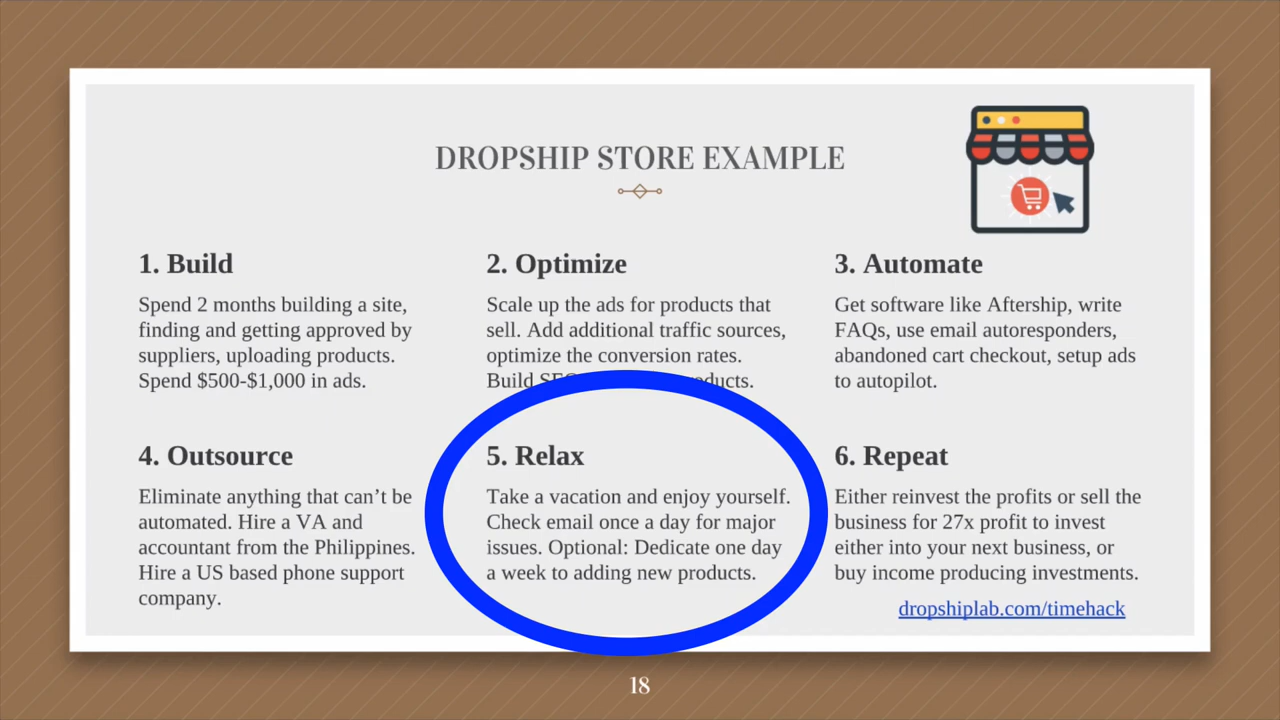 DROPSHIP STORE EXAMPLE
1. Build
Spend 2 months building a site,
finding and getting approved by
suppliers, uploading products.
Spend $500-$1,000 in ads.
2. Optimize
Scale up the ads for products that
sell. Add additional traffic sources,
optimize the conversion rates.
Build
3. Automate
Get software like Aftership, write
FAQs, use email autoresponders,
abandoned cart checkout, setup ads
to autopilot.
4. Outsource
Eliminate anything that can’t be
automated. Hire a VA and
accountant from the Philippines.
Hire a US based phone support
company.
5. Relax
Take a vacation and enjoy yourself.
Check email once a day for major
issues. Optional: Dedicate one day
a week to adding new products.
6. Repeat
Either reinvest the profits or sell the
business for 27x profit to invest
either into your next business, or
buy income producing investments.
dropshiplab.com/timehack
18